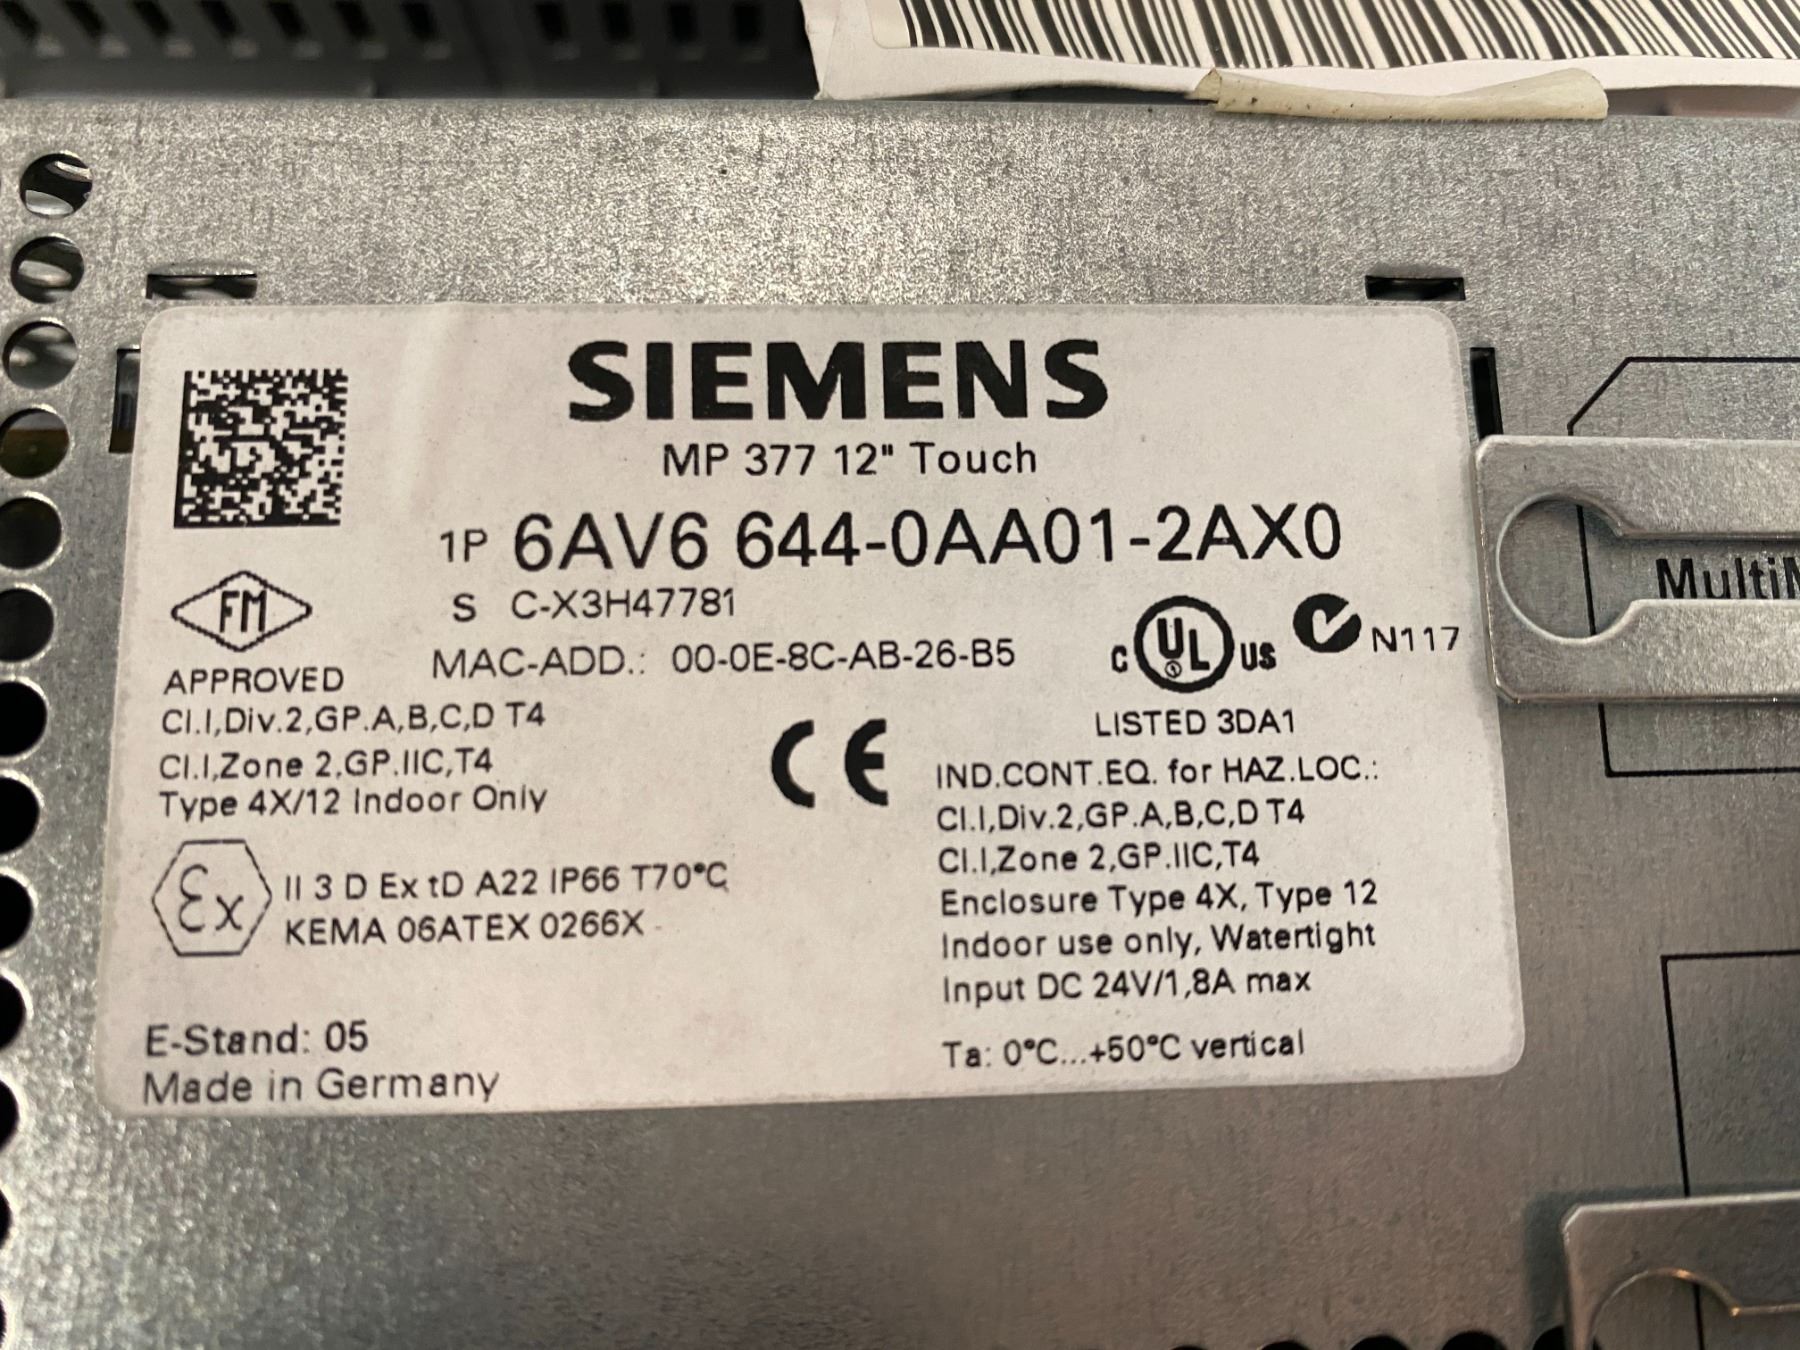 SIEMENS
MP 377 12" Touch
1P 6AV6 644-0AA01-2AX0
S C-X3H47781
MAC-ADD.: 00-0E-8C-AB-26-B5
FM
APPROVED
Cl.I,Div.2,GP.A,B,C,D T4
Cl.I,Zone 2,GP.IIC,T4
Type 4X/12 Indoor Only
Ex II 3 D Ex tD A22 IP66 T70°C
KEMA 06ATEX 0266X
E-Stand: 05
Made in Germany
CE
C UL US N117
LISTED 3DA1
IND.CONT.EQ. for HAZ.LOC.:
Cl.I,Div.2,GP.A,B,C,D T4
Cl.I,Zone 2,GP.IIC,T4
Enclosure Type 4X, Type 12
Indoor use only, Watertight
Input DC 24V/1,8A max
Ta: 0°C...+50°C vertical